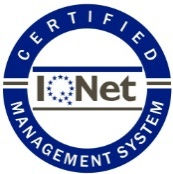 CERTIFIED
IQNet
MANAGEMENT SYSTEM